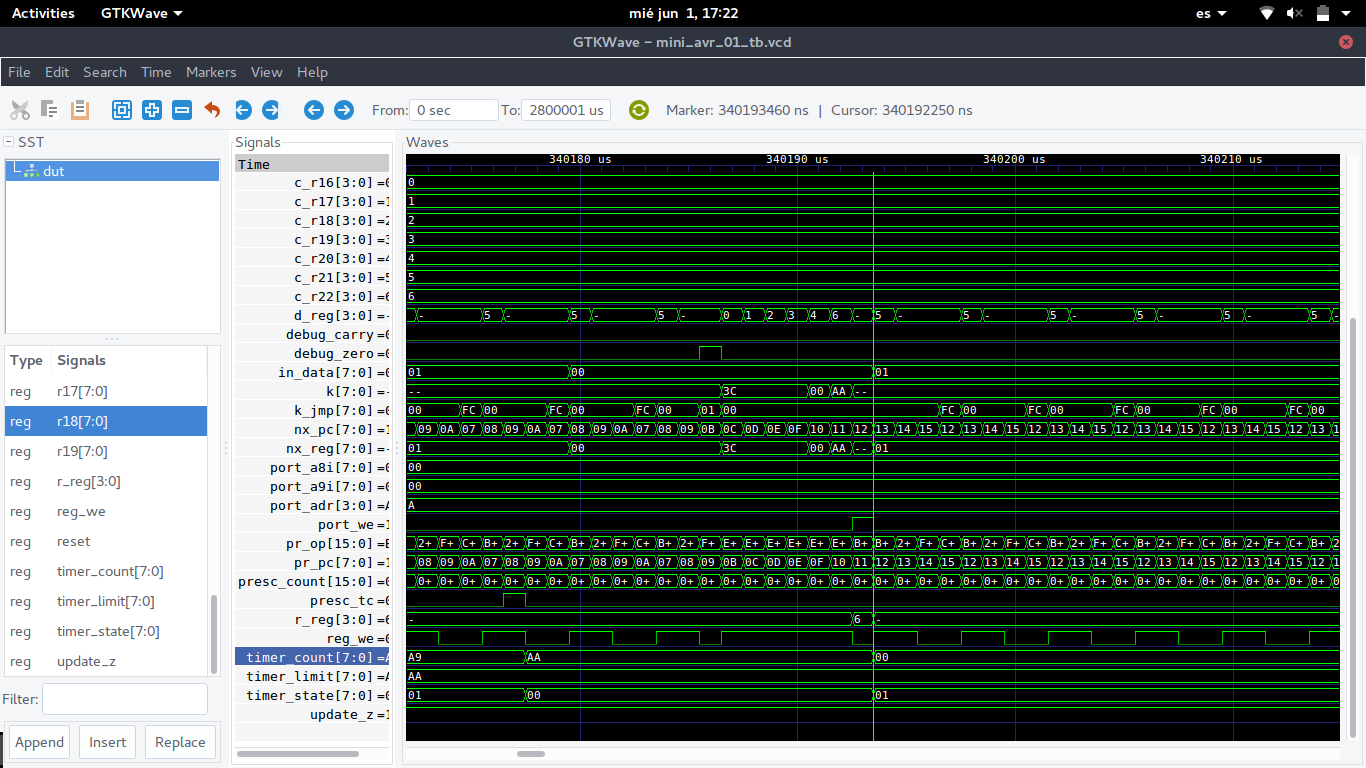 Activities GTKWave mié jun 1, 17:22 es
GTKWave – mini_avr_01_tb.vcd
File Edit Search Time Markers View Help
From: 0 sec To: 2800001 us Marker: 340193460 ns | Cursor: 340192250 ns
SST
dut
Type Signals
reg r17[7:0]
reg r18[7:0]
reg r19[7:0]
reg r_reg[3:0]
reg reg_we
reg reset
reg timer_count[7:0]
reg timer_limit[7:0]
reg timer_state[7:0]
reg update_z
Filter:
Append Insert Replace
Signals
Waves
Time 340180 us 340190 us 340200 us 340210 us
c_r16[3:0] =0 0
c_r17[3:0] =1 1
c_r18[3:0] =2 2
c_r19[3:0] =3 3
c_r20[3:0] =4 4
c_r21[3:0] =5 5
c_r22[3:0] =6 6
d_reg[3:0] =- - 5 - 5 - 5 - 0 1 2 3 4 6 - 5 - 5 - 5 - 5 - 5 - 5 -
debug_carry =0
debug_zero =0
in_data[7:0] =0 01 00 01
k[7:0] =- -- 3C 00 AA --
k_jmp[7:0] =0 00 FC 00 FC 00 FC 00 01 00 FC 00 FC 00 FC 00 FC 00 FC 00
nx_pc[7:0] =1 09 0A 07 08 09 0A 07 08 09 0A 07 08 09 0B 0C 0D 0E 0F 10 11 12 13 14 15 12 13 14 15 12 13 14 15 12 13 14 15 12 13 14 15 12 13 1
nx_reg[7:0] =- 01 00 3C 00 AA -- 01
port_a8i[7:0] =0 00
port_a9i[7:0] =0 00
port_adr[3:0] =A A
port_we =1
pr_op[15:0] =B 2+ F+ C+ B+ 2+ F+ C+ B+ 2+ F+ C+ B+ 2+ F+ E+ E+ E+ E+ E+ E+ B+ B+ 2+ F+ C+ B+ 2+ F+ C+ B+ 2+ F+ C+ B+ 2+ F+ C+ B+ 2+ F+ C+ B+ 2
pr_pc[7:0] =1 08 09 0A 07 08 09 0A 07 08 09 0A 07 08 09 0B 0C 0D 0E 0F 10 11 12 13 14 15 12 13 14 15 12 13 14 15 12 13 14 15 12 13 14 15 12 1
presc_count[15:0] =0 0+ 0+ 0+ 0+ 0+ 0+ 0+ 0+ 0+ 0+ 0+ 0+ 0+ 0+ 0+ 0+ 0+ 0+ 0+ 0+ 0+ 0+ 0+ 0+ 0+ 0+ 0+ 0+ 0+ 0+ 0+ 0+ 0+ 0+ 0+ 0+ 0+ 0+ 0+ 0+ 0+ 0+ 0
presc_tc =0
r_reg[3:0] =6 - 6 -
reg_we =0
timer_count[7:0] =A A9 AA 00
timer_limit[7:0] =A AA
timer_state[7:0] =0 01 00 01
update_z =1